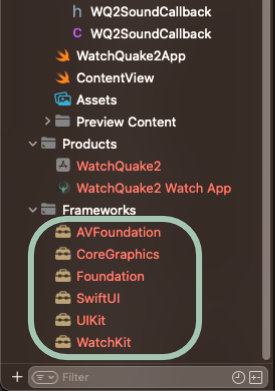 h WQ2SoundCallback
C WQ2SoundCallback
WatchQuake2App
ContentView
Assets
Preview Content
Products
WatchQuake2
WatchQuake2 Watch App
Frameworks
AVFoundation
CoreGraphics
Foundation
SwiftUI
UIKit
WatchKit
Filter